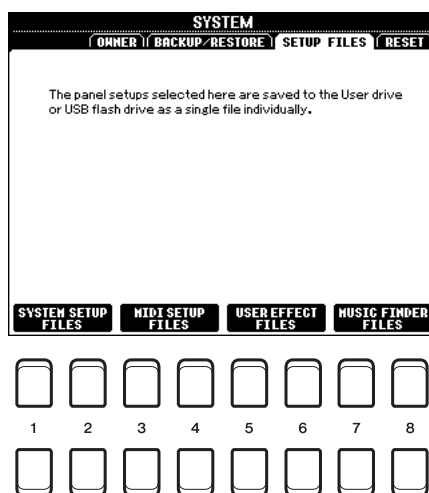 SYSTEM
OWNER BACKUP/RESTORE SETUP FILES RESET
The panel setups selected here are saved to the User drive
or USB flash drive as a single file individually.
SYSTEM SETUP FILES
MIDI SETUP FILES
USER EFFECT FILES
MUSIC FINDER FILES
1 2 3 4 5 6 7 8